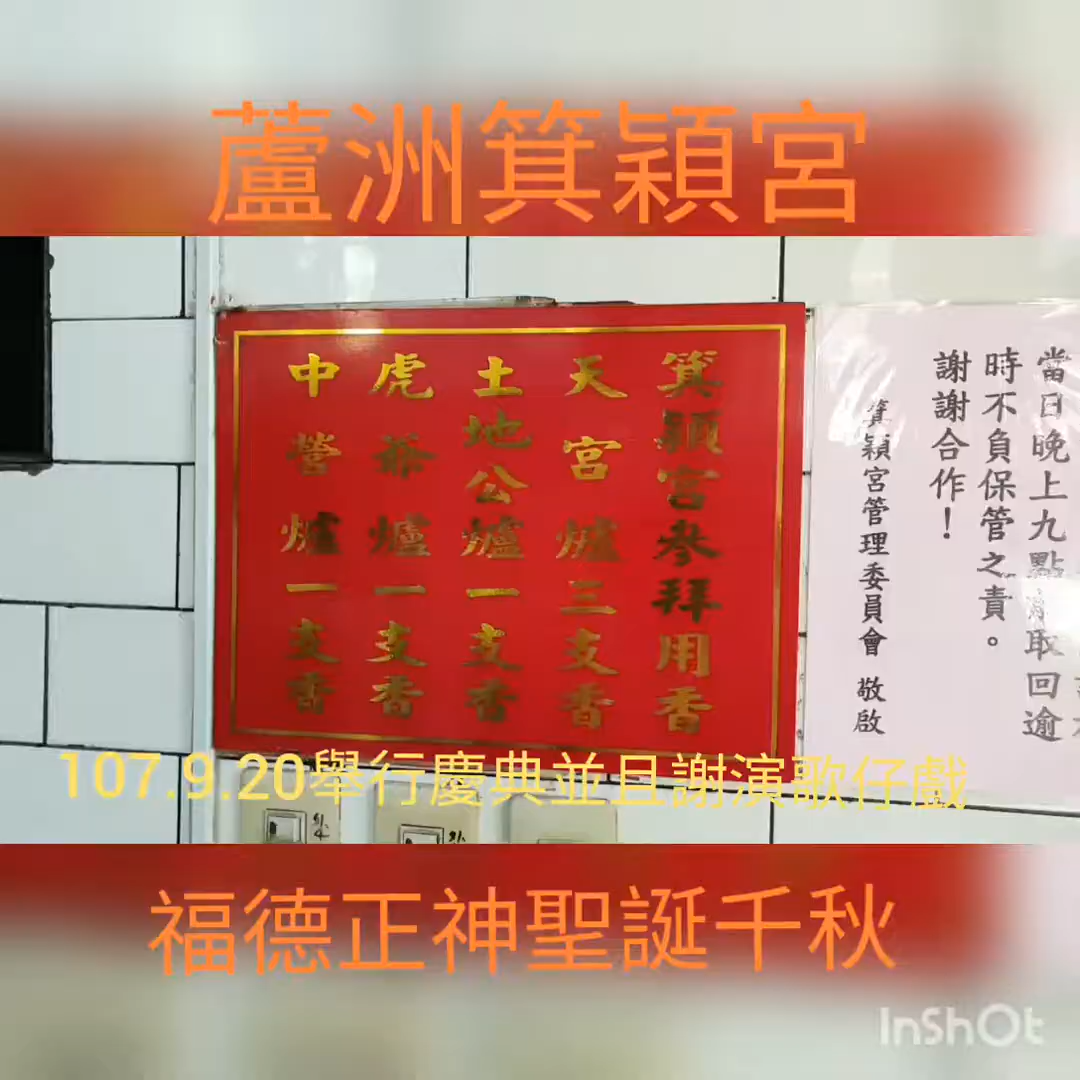 蘆洲箕穎宮
箕穎宮參拜用香
天宮爐三支香
土地公爐一支香
虎爺爐一支香
中營爐一支香
當日晚上九點
取回逾
時不負保管之責。
謝謝合作！
箕穎宮管理委員會 敬啟
107.9.20舉行慶典並且謝演歌仔戲
福德正神聖誕千秋
InShOt